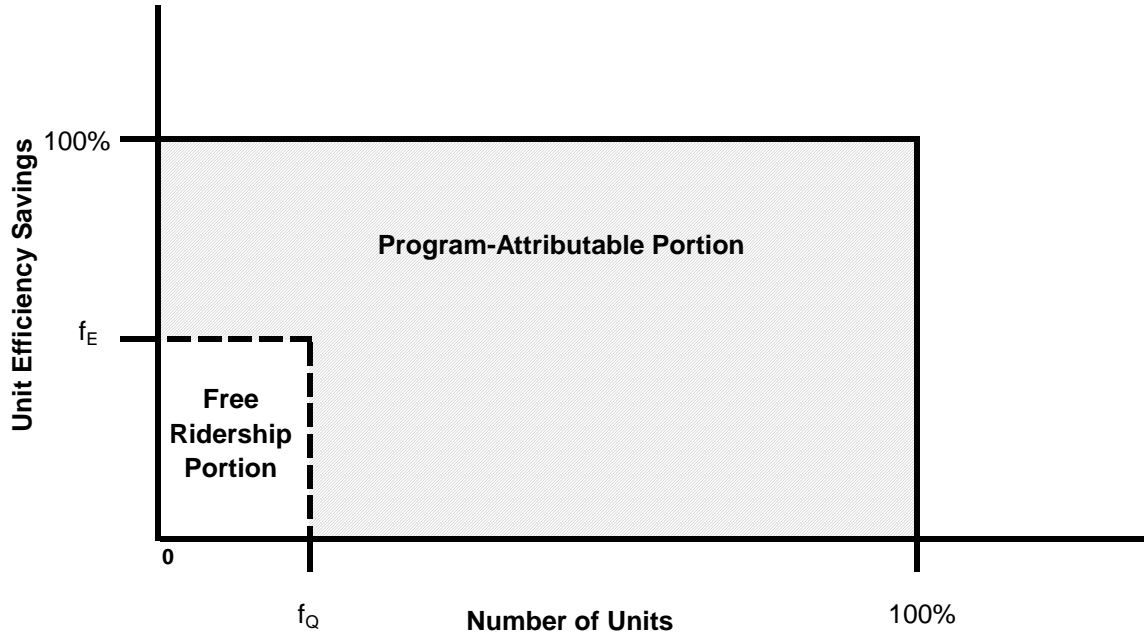 Unit Efficiency Savings
100%
Program-Attributable Portion
f_E
Free
Ridership
Portion
0
f_Q
Number of Units
100%